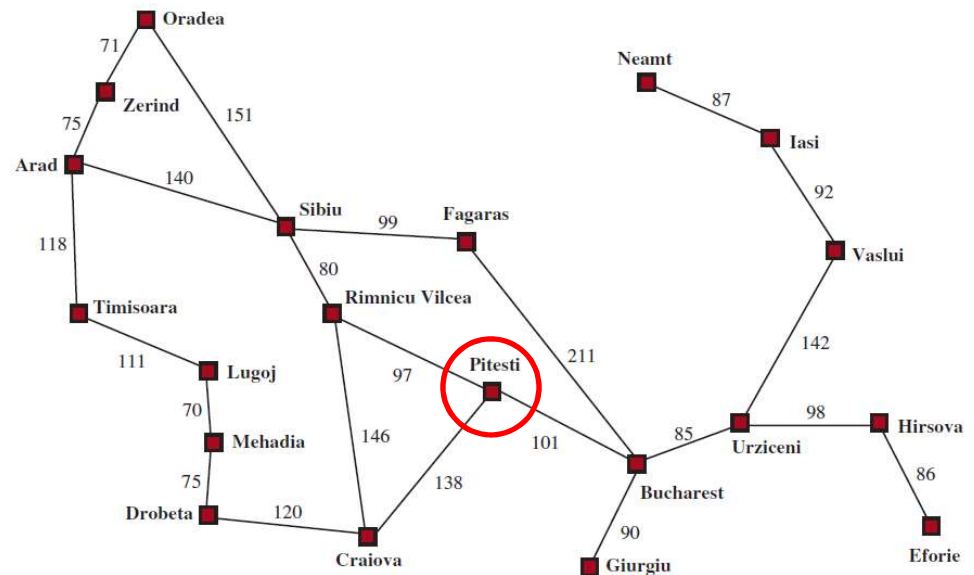 Oradea
71
Neamt
87
Zerind
151
75
Iasi
Arad
140
92
Sibiu
99
Fagaras
118
80
Vaslui
Timisoara
Rimnicu Vilcea
142
111
Pitesti
211
Lugoj
97
70
98
Hirsova
Mehadia
146
101
85
Urziceni
75
138
86
Bucharest
Drobeta
120
90
Craiova
Giurgiu
Eforie